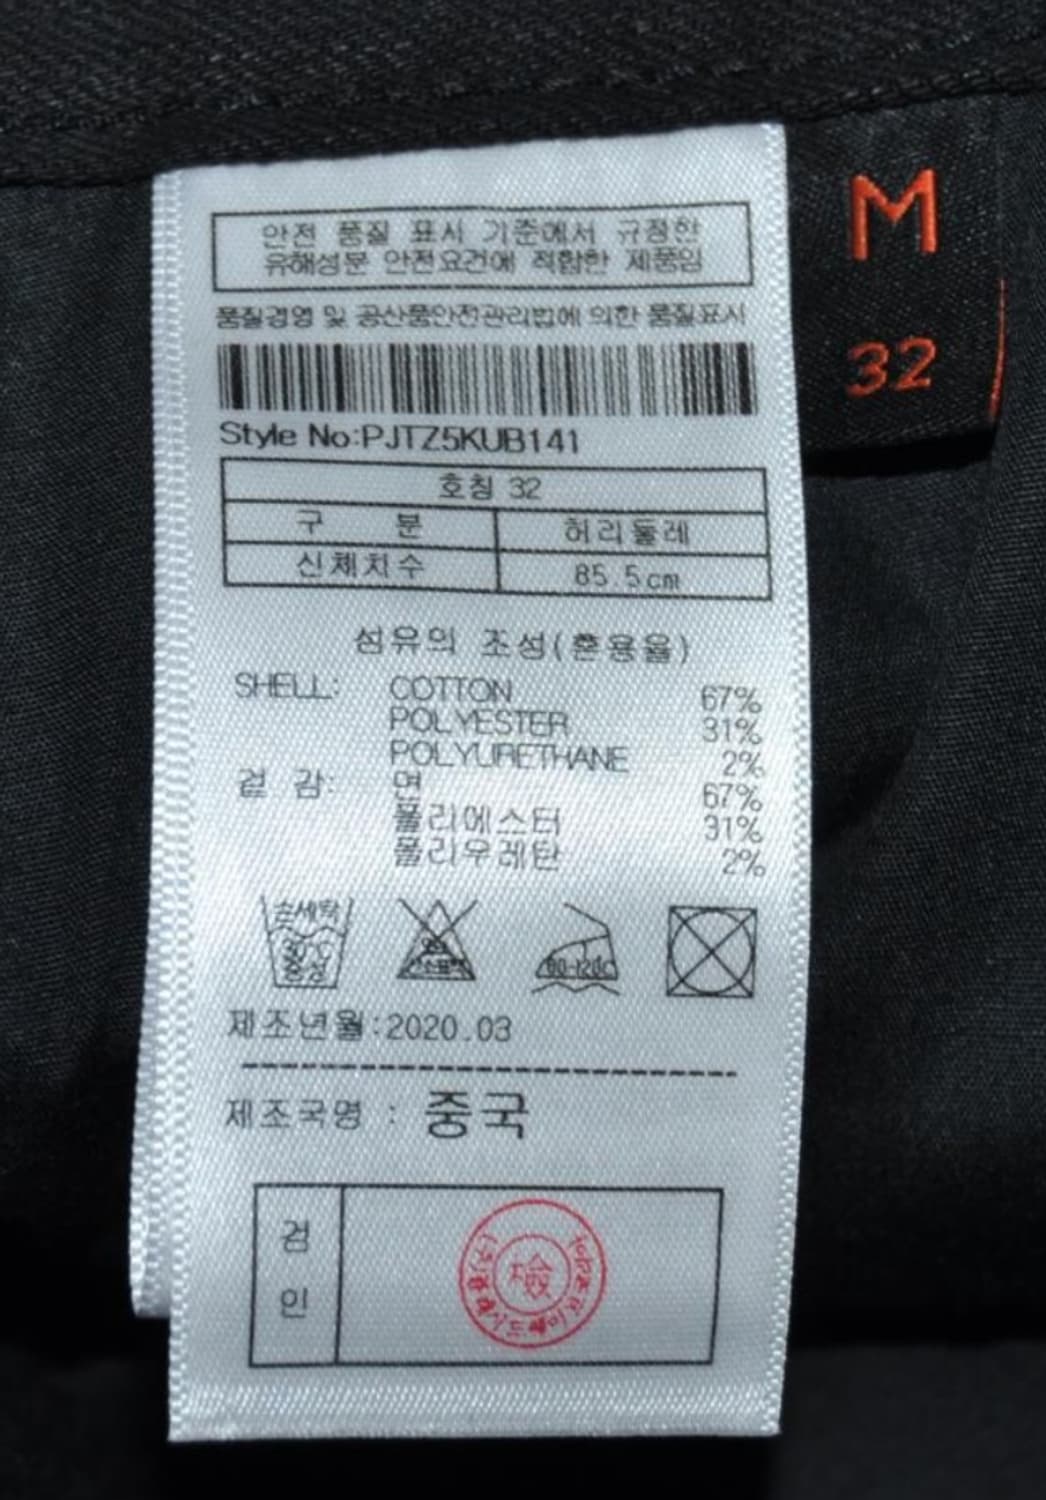 안전 품질 표시 기준에서 규정한
유해성분 안전요건에 적합한 제품임
품질경영 및 공산품안전관리법에 의한 품질표시
Style No:PJTZ5KUB141
호칭 32
구 분 허리둘레
신체치수 85.5cm
섬유의 조성(혼용율)
SHELL: COTTON 67%
POLYESTER 31%
POLYURETHANE 2%
겉 감: 면 67%
폴리에스터 31%
폴리우레탄 2%
손세탁
30℃
중성
80-120℃
제조년월:2020.03
제조국명 : 중국
검
인
檢
M
32